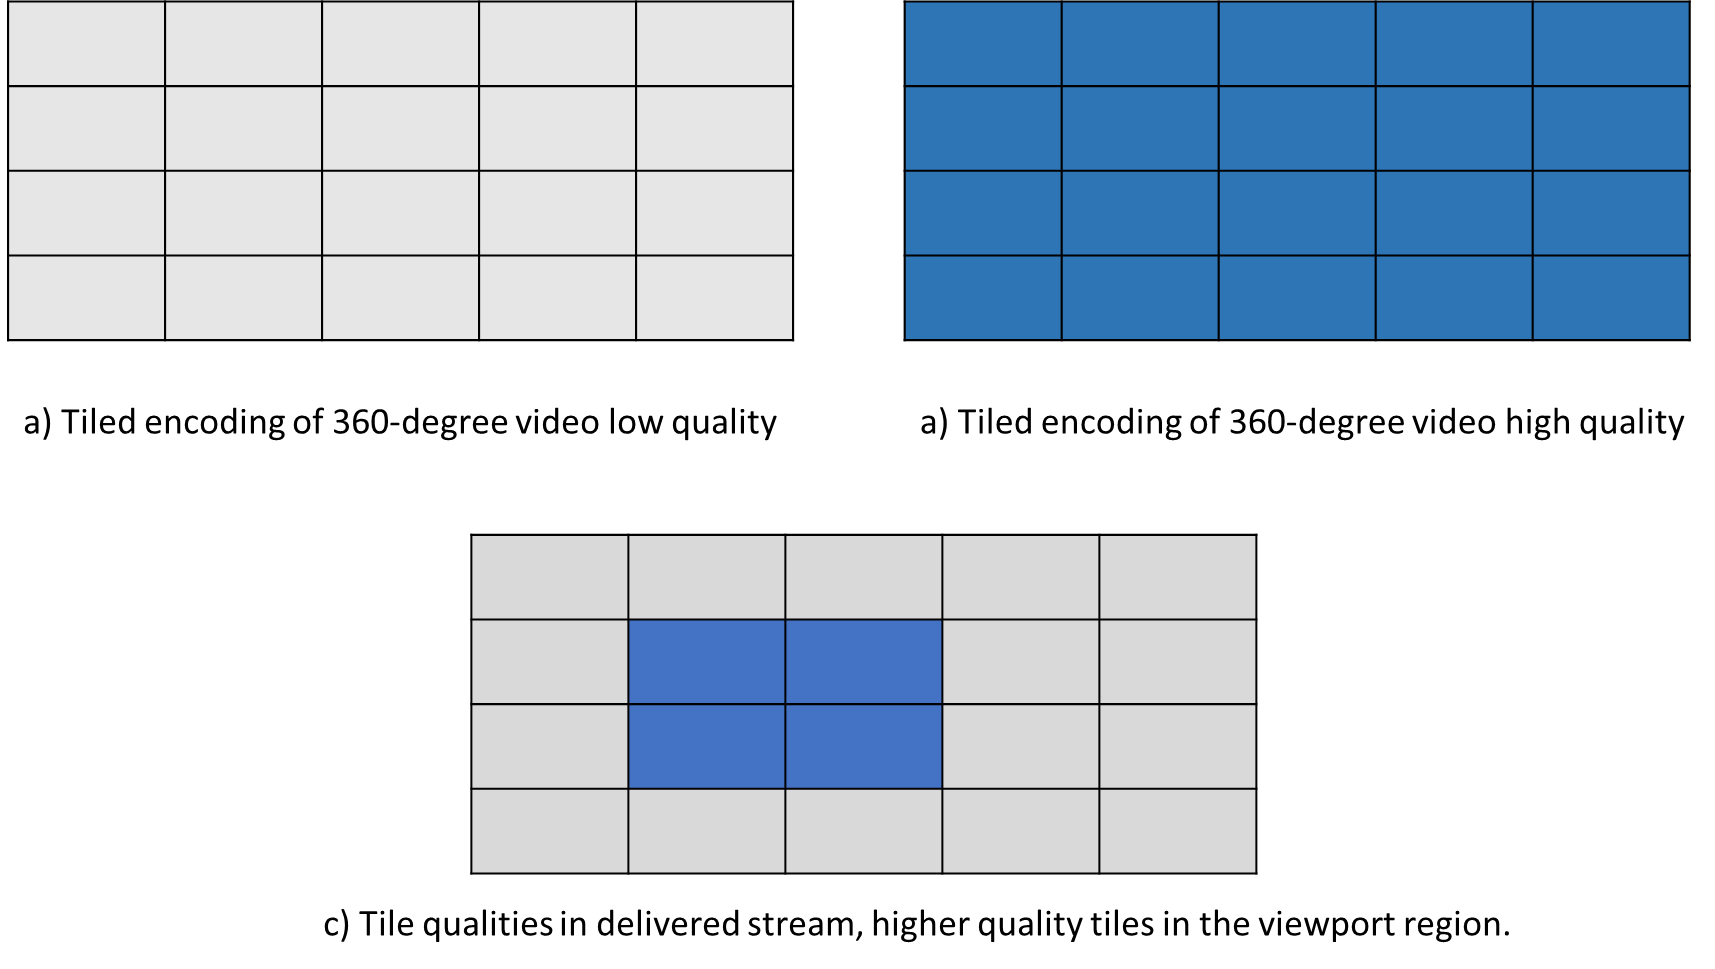 a) Tiled encoding of 360-degree video low quality
a) Tiled encoding of 360-degree video high quality
c) Tile qualities in delivered stream, higher quality tiles in the viewport region.